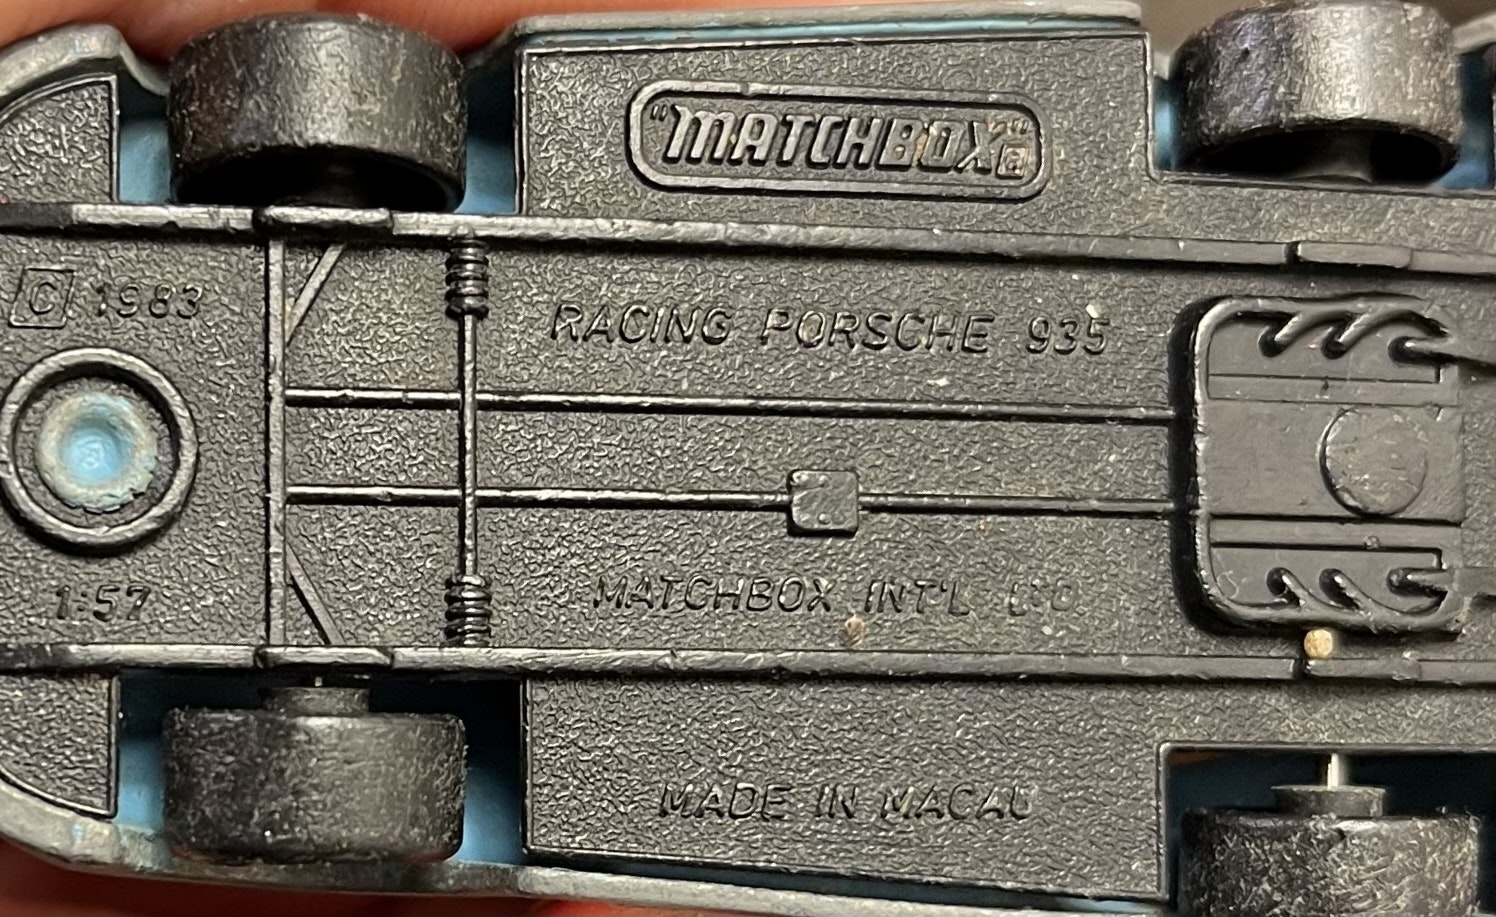 "MATCHBOX"®
C 1983
RACING PORSCHE 935
1:57
MATCHBOX INT'L LTD
MADE IN MACAU